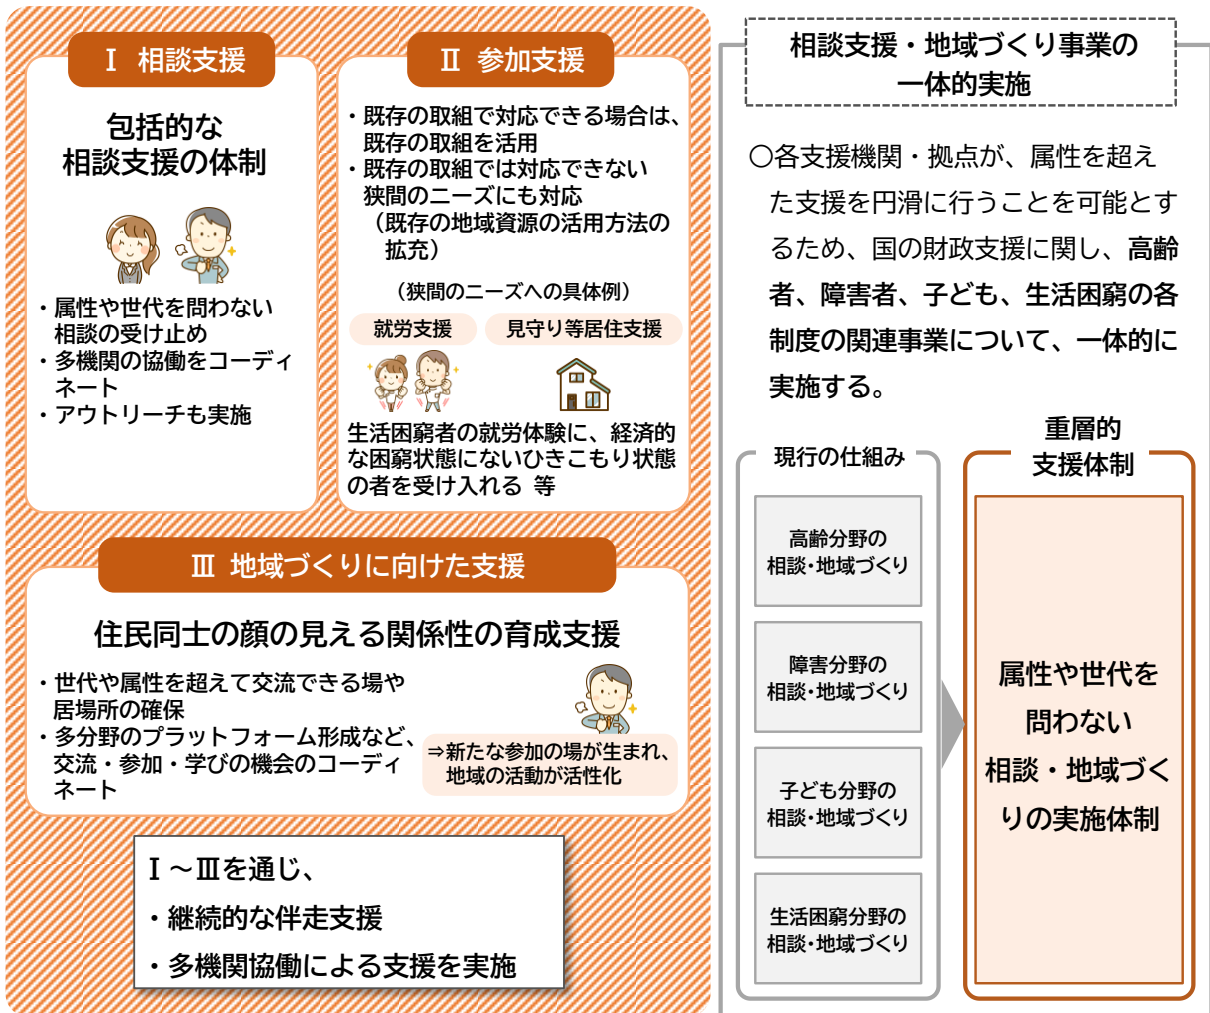 Ⅰ 相談支援
包括的な
相談支援の体制
・属性や世代を問わない
相談の受け止め
・多機関の協働をコーディ
ネート
・アウトリーチも実施
Ⅱ 参加支援
・既存の取組で対応できる場合は、
既存の取組を活用
・既存の取組では対応できない
狭間のニーズにも対応
（既存の地域資源の活用方法の
拡充）
（狭間のニーズへの具体例）
就労支援
見守り等居住支援
生活困窮者の就労体験に、経済的
な困窮状態にないひきこもり状態
の者を受け入れる 等
Ⅲ 地域づくりに向けた支援
住民同士の顔の見える関係性の育成支援
・世代や属性を超えて交流できる場や
居場所の確保
・多分野のプラットフォーム形成など、
交流・参加・学びの機会のコーディ
ネート
⇒新たな参加の場が生まれ、
地域の活動が活性化
Ⅰ～Ⅲを通じ、
・継続的な伴走支援
・多機関協働による支援を実施
相談支援・地域づくり事業の
一体的実施
〇各支援機関・拠点が、属性を超え
た支援を円滑に行うことを可能とす
るため、国の財政支援に関し、高齢
者、障害者、子ども、生活困窮の各
制度の関連事業について、一体的に
実施する。
現行の仕組み
高齢分野の
相談・地域づくり
障害分野の
相談・地域づくり
子ども分野の
相談・地域づくり
生活困窮分野の
相談・地域づくり
重層的
支援体制
属性や世代を
問わない
相談・地域づく
りの実施体制